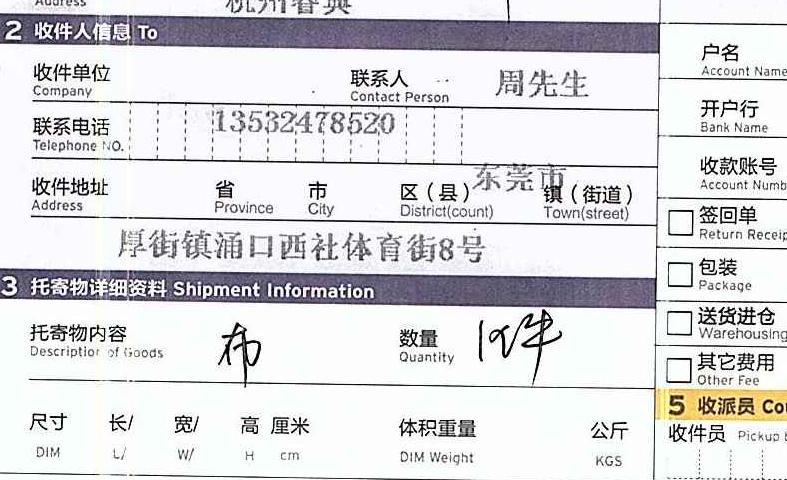 Address 杭州睿典
2 收件人信息 To
收件单位 联系人 周先生
Company Contact Person
联系电话 13532478520
Telephone NO.
收件地址 省 市 区（县） 东莞市 镇（街道）
Address Province City District(count) Town(street)
厚街镇涌口西社体育街8号
3 托寄物详细资料 Shipment Information
托寄物内容 布 数量 件
Description of Goods Quantity
尺寸 长/ 宽/ 高 厘米 体积重量 公斤
DIM L/ W/ H cm DIM Weight KGS
户名
Account Name
开户行
Bank Name
收款账号
Account Numb
签回单
Return Receip
包装
Package
送货进仓
Warehousing
其它费用
Other Fee
5 收派员 Cou
收件员 Pickup b